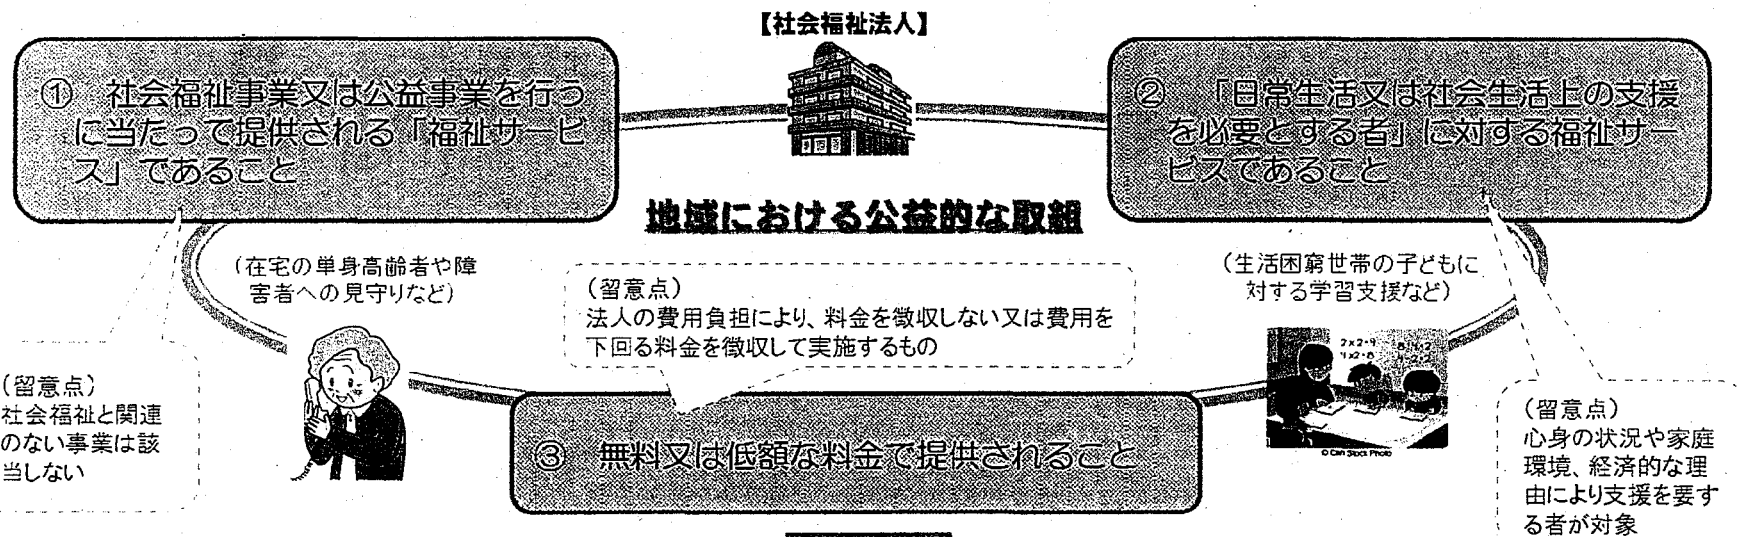 【社会福祉法人】
① 社会福祉事業又は公益事業を行う
に当たって提供される「福祉サービ
ス」であること
② 「日常生活又は社会生活上の支援
を必要とする者」に対する福祉サー
ビスであること
地域における公益的な取組
(在宅の単身高齢者や障
害者への見守りなど)
(留意点)
法人の費用負担により、料金を徴収しない又は費用を
下回る料金を徴収して実施するもの
(生活困窮世帯の子どもに
対する学習支援など)
(留意点)
社会福祉と関連
のない事業は該
当しない
③ 無料又は低額な料金で提供されること
© Can Stock Photo
(留意点)
心身の状況や家庭
環境、経済的な理
由により支援を要す
る者が対象